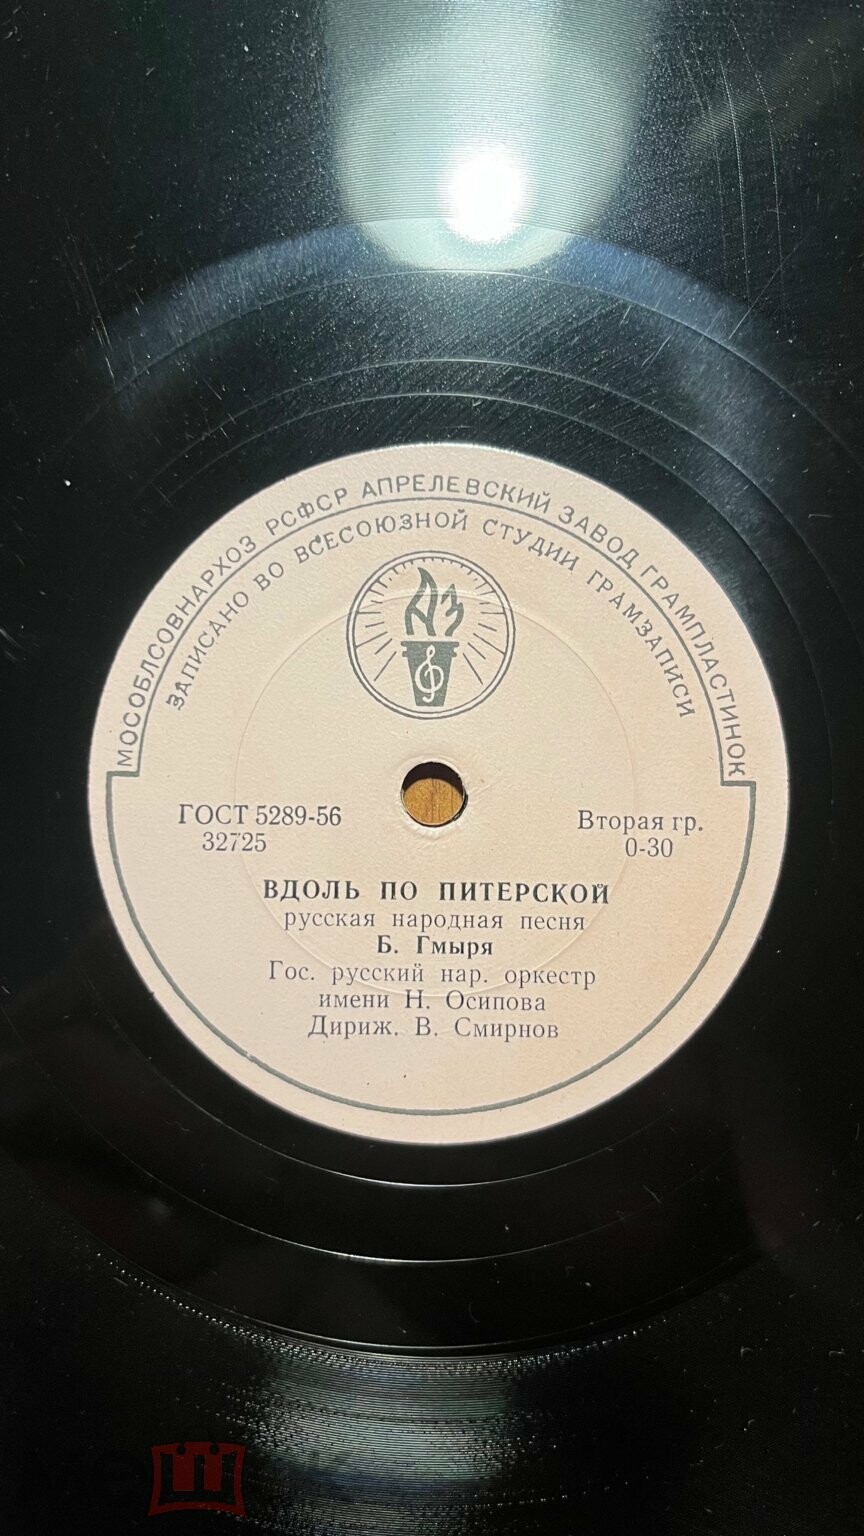 МОСОБЛСОВНАРХОЗ РСФСР АПРЕЛЕВСКИЙ ЗАВОД ГРАМПЛАСТИНОК
ЗАПИСАНО ВО ВСЕСОЮЗНОЙ СТУДИИ ГРАМЗАПИСИ
АЗ
ГОСТ 5289-56
32725
Вторая гр.
0-30
ВДОЛЬ ПО ПИТЕРСКОЙ
русская народная песня
Б. Гмыря
Гос. русский нар. оркестр
имени Н. Осипова
Дириж. В. Смирнов